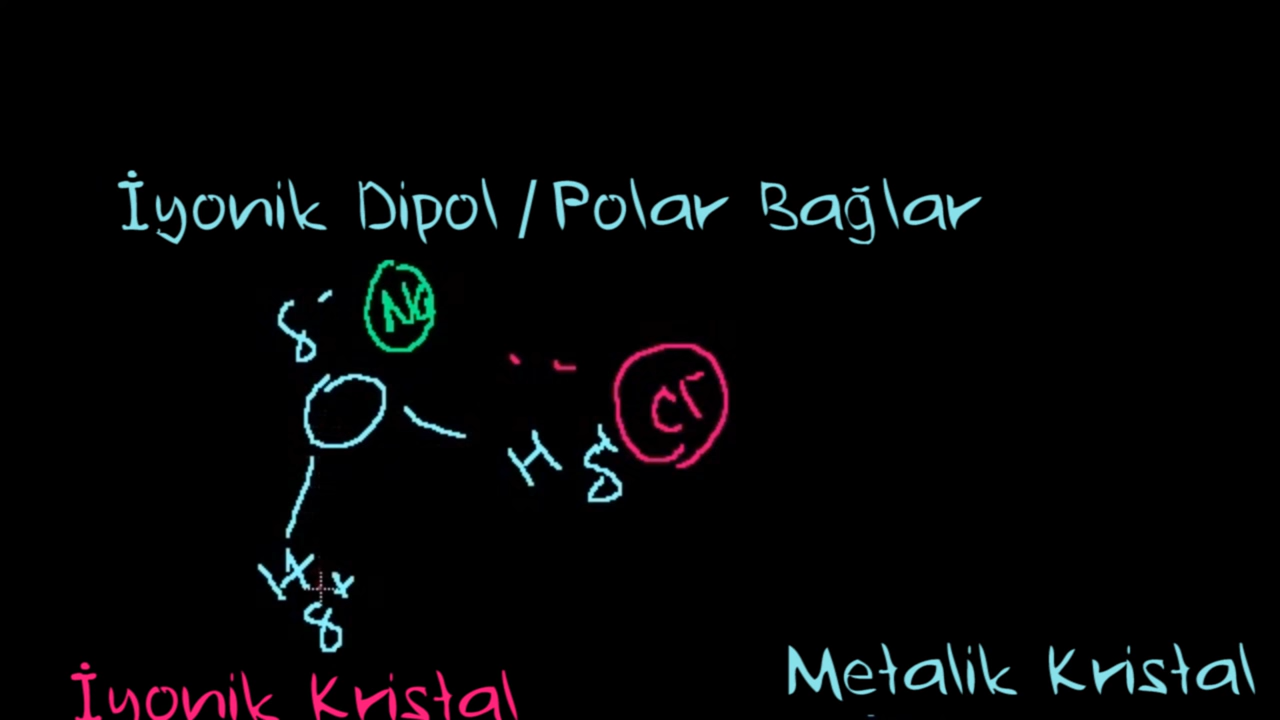 İyonik Dipol / Polar Bağlar
δ⁻ Na
Cl⁻
O
H δ⁺
H δ⁺
İyonik Kristal
Metalik Kristal